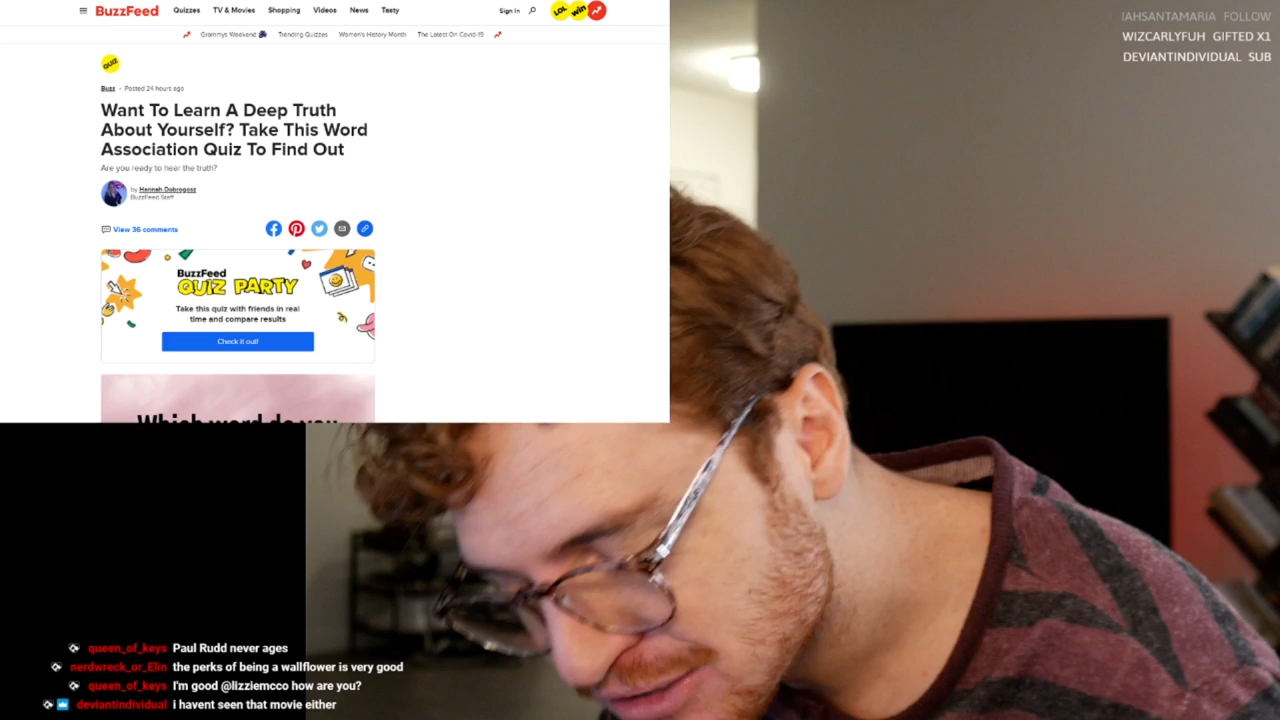 BuzzFeed
Quizzes TV & Movies Shopping Videos News Tasty
Sign In
LOL win
Grammys Weekend Trending Quizzes Women's History Month The Latest On Covid-19
QUIZ
Buzz · Posted 24 hours ago
Want To Learn A Deep Truth
About Yourself? Take This Word
Association Quiz To Find Out
Are you ready to hear the truth?
by Hannah Dobrogosz
BuzzFeed Staff
View 36 comments
BuzzFeed
QUIZ PARTY
Take this quiz with friends in real
time and compare results
Check it out!
Which word do you
IAHSANTAMARIA FOLLOW
WIZCARLYFUH GIFTED X1
DEVIANTINDIVIDUAL SUB
queen_of_keys Paul Rudd never ages
nerdwreck_or_Elin the perks of being a wallflower is very good
queen_of_keys I'm good @lizziemcco how are you?
deviantindividual i havent seen that movie either